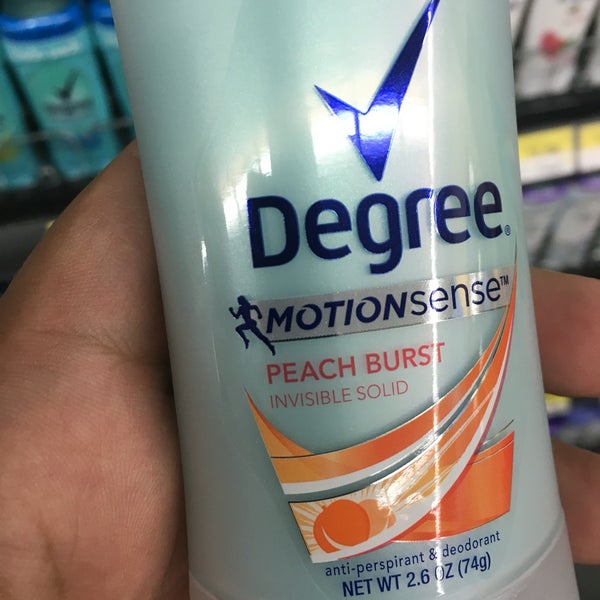 Degree®
MOTIONsense™
PEACH BURST
INVISIBLE SOLID
anti-perspirant & deodorant
NET WT 2.6 OZ (74g)